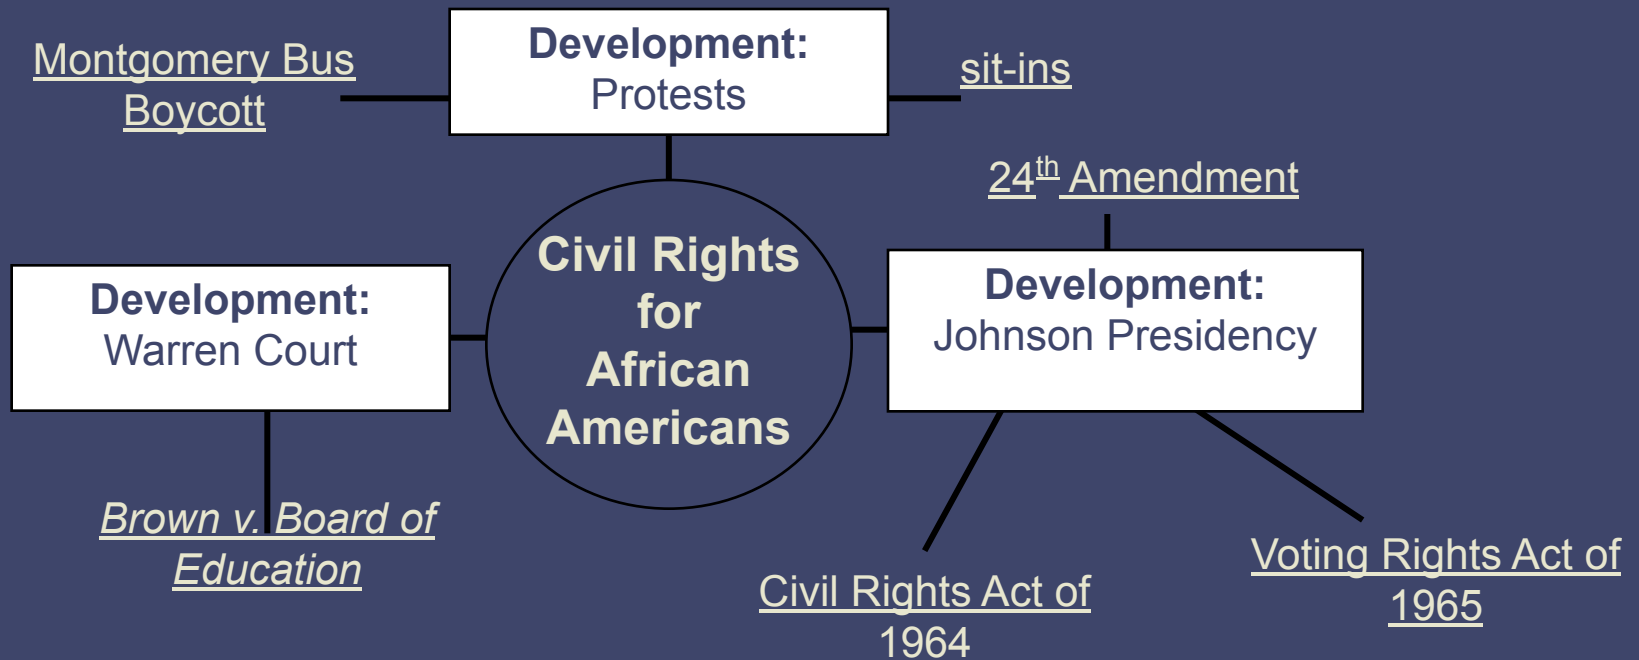 Development:
Protests
Montgomery Bus
Boycott
sit-ins
24th Amendment
Civil Rights
for
African
Americans
Development:
Warren Court
Development:
Johnson Presidency
Brown v. Board of
Education
Civil Rights Act of
1964
Voting Rights Act of
1965